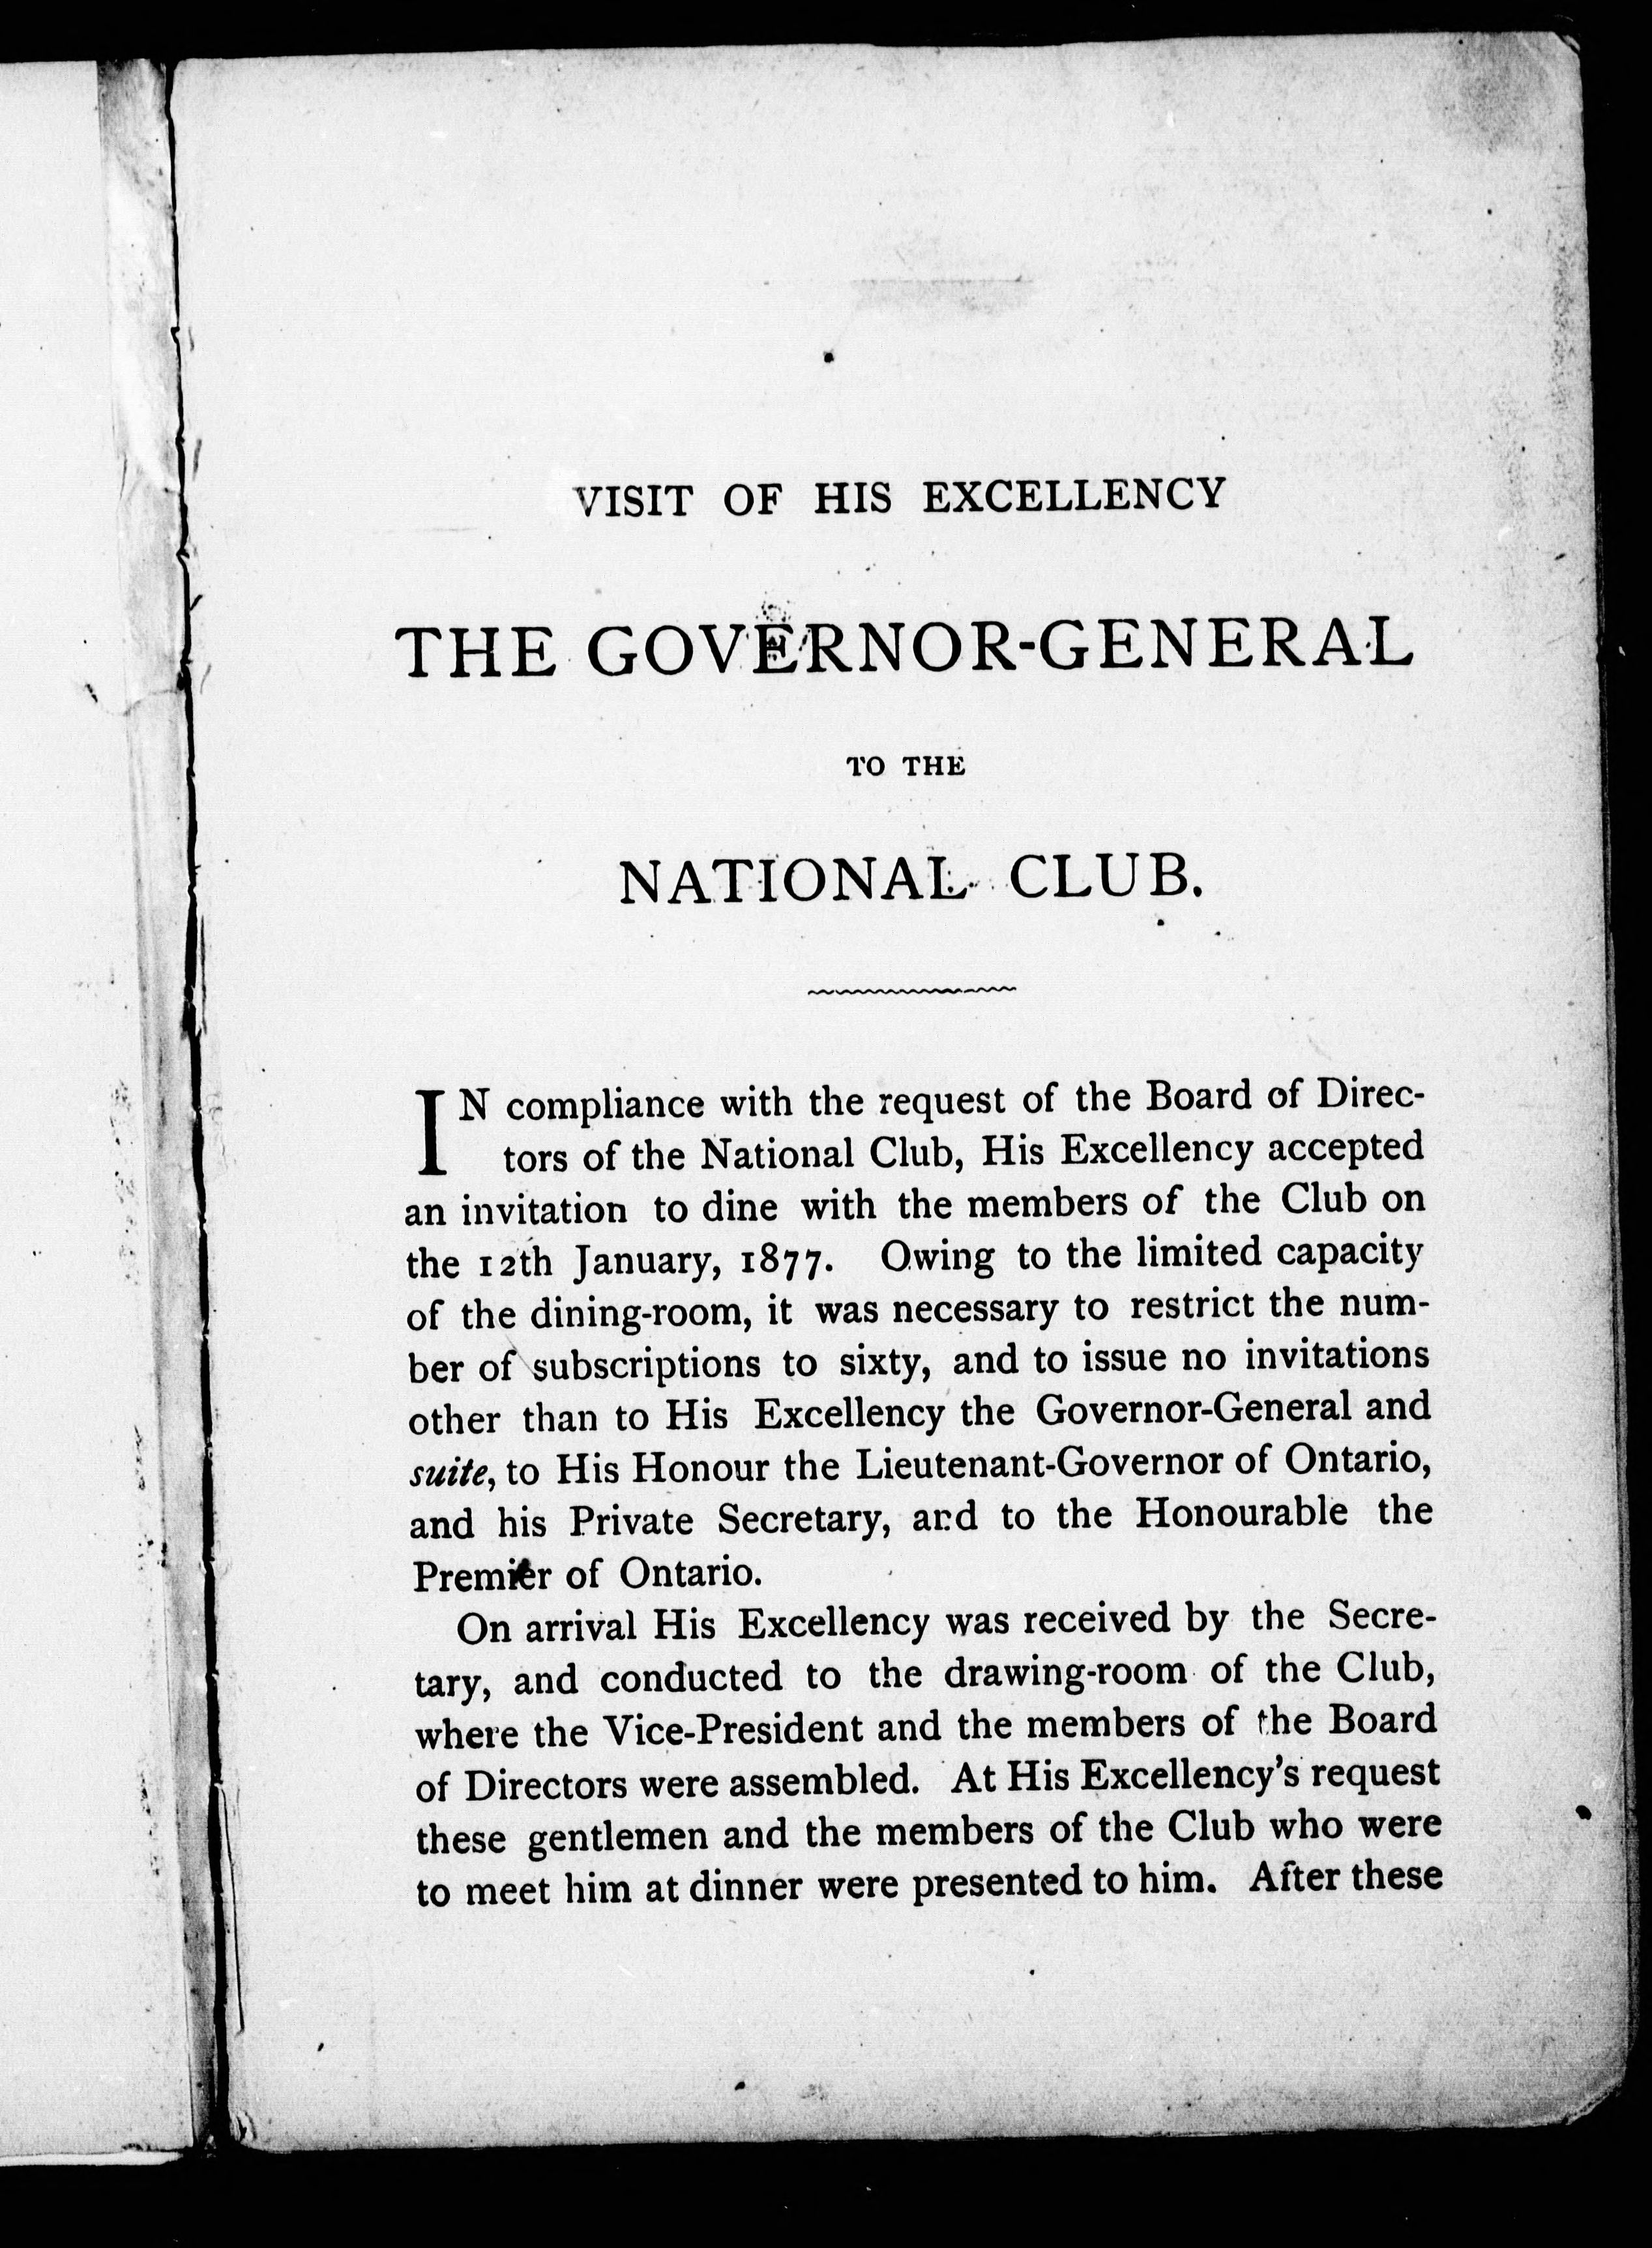 VISIT OF HIS EXCELLENCY
THE GOVERNOR-GENERAL
TO THE
NATIONAL CLUB.
IN compliance with the request of the Board of Direc-
tors of the National Club, His Excellency accepted
an invitation to dine with the members of the Club on
the 12th January, 1877. Owing to the limited capacity
of the dining-room, it was necessary to restrict the num-
ber of subscriptions to sixty, and to issue no invitations
other than to His Excellency the Governor-General and
suite, to His Honour the Lieutenant-Governor of Ontario,
and his Private Secretary, and to the Honourable the
Premier of Ontario.
On arrival His Excellency was received by the Secre-
tary, and conducted to the drawing-room of the Club,
where the Vice-President and the members of the Board
of Directors were assembled. At His Excellency's request
these gentlemen and the members of the Club who were
to meet him at dinner were presented to him. After these